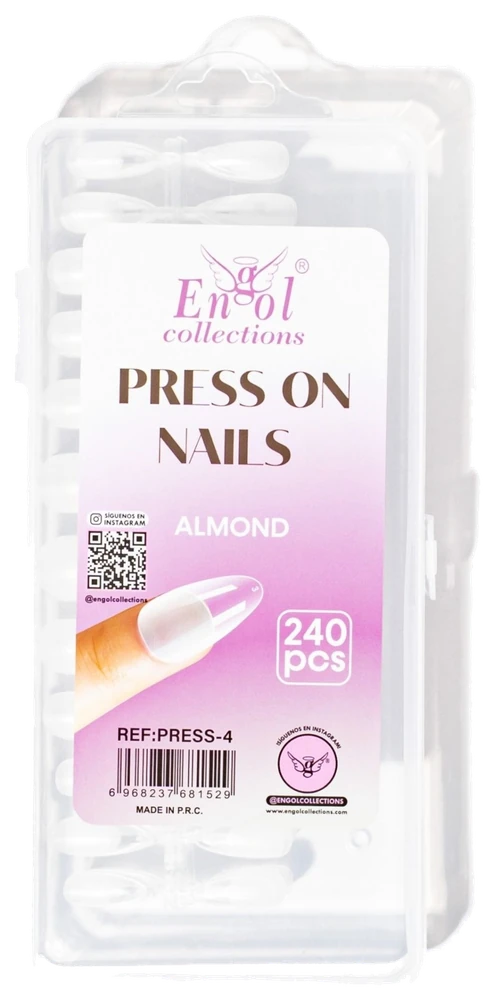 Engol®
collections
PRESS ON
NAILS
SÍGUENOS EN
INSTAGRAM
ALMOND
@engolcollections
240
pcs
REF:PRESS-4
6 968237 681529
MADE IN P.R.C.
¡SÍGUENOS EN INSTAGRAM!
g
@ENGOLCOLLECTIONS
www.engolcollections.com